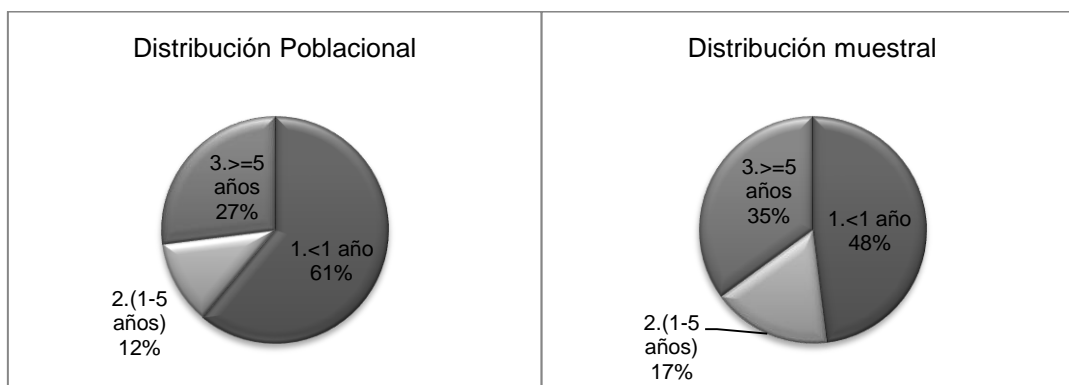 Distribución Poblacional
3.>=5
años
27%
1.<1 año
61%
2.(1-5
años)
12%
Distribución muestral
3.>=5
años
35%
1.<1 año
48%
2.(1-5
años)
17%